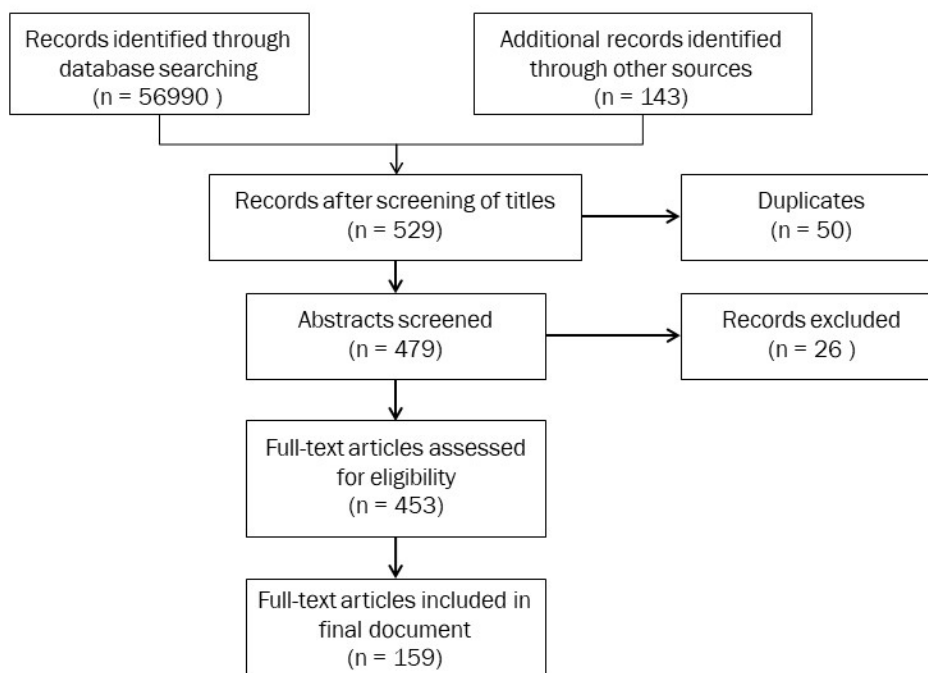 Records identified through
database searching
(n = 56990 )
Additional records identified
through other sources
(n = 143)
Records after screening of titles
(n = 529)
Duplicates
(n = 50)
Abstracts screened
(n = 479)
Records excluded
(n = 26 )
Full-text articles assessed
for eligibility
(n = 453)
Full-text articles included in
final document
(n = 159)